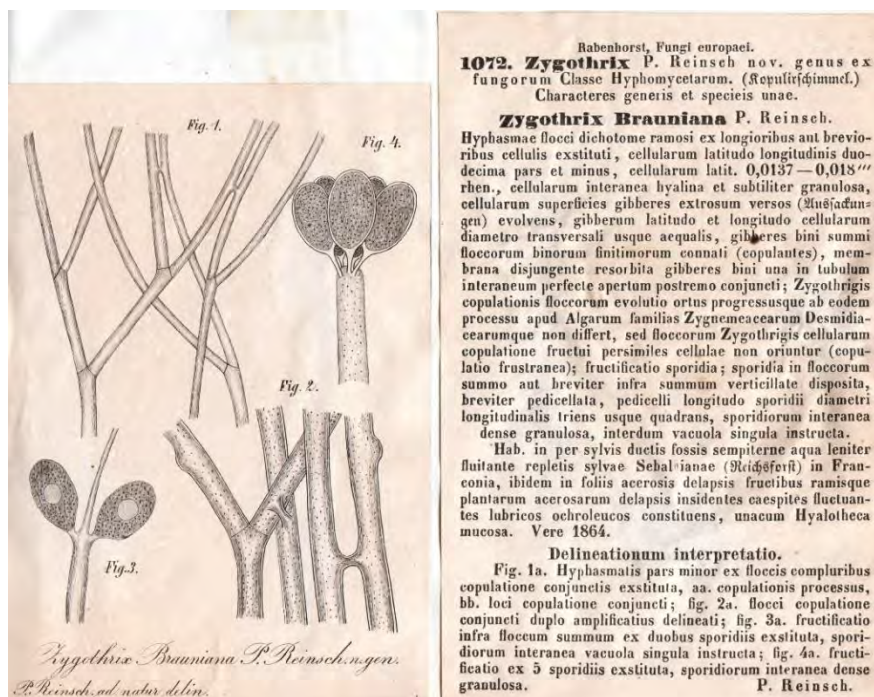 Fig. 1.
Fig. 4.
Fig. 2.
Fig. 3.
Zygothrix Brauniana P. Reinsch. n. gen.
P. Reinsch. ad natur delin.
Rabenhorst, Fungi europaei.
1072. Zygothrix P. Reinsch nov. genus ex
fungorum Classe Hyphomycetarum. (Kopulirschimmel.)
Characteres generis et specieis unae.
Zygothrix Brauniana P. Reinsch.
Hyphasmae flocci dichotome ramosi ex longioribus aut brevio-
ribus cellulis exstituti, cellularum latitudo longitudinis duo-
decima pars et minus, cellularum latit. 0,0137—0,018‴
rhen., cellularum interanea hyalina et subtiliter granulosa,
cellularum superficies gibberes extrosum versos (Aussackun=
gen) evolvens, gibberum latitudo et longitudo cellularum
diametro transversali usque aequalis, gibberes bini summi
floccorum binorum finitimorum connati (copulantes), mem-
brana disjungente resorbita gibberes bini una in tubulum
interaneum perfecte apertum postremo conjuncti; Zygothrigis
copulationis floccorum evolutio ortus progressusque ab eodem
processu apud Algarum familias Zygnemeacearum Desmidia-
cearumque non differt, sed floccorum Zygothrigis cellularum
copulatione fructui persimiles cellulae non oriuntur (copu-
latio frustranea); fructificatio sporidia; sporidia in floccorum
summo aut breviter infra summum verticillate disposita,
breviter pedicellata, pedicelli longitudo sporidii diametri
longitudinalis triens usque quadrans, sporidiorum interanea
dense granulosa, interdum vacuola singula instructa.
Hab. in per sylvis ductis fossis sempiterne aqua leniter
fluitante repletis sylvae Sebal ianae (Reichsforst) in Fran-
conia, ibidem in foliis acerosis delapsis fructibus ramisque
plantarum acerosarum delapsis insidentes caespites fluctuan-
tes lubricos ochroleucos constituens, unacum Hyalotheca
mucosa. Vere 1864.
Delineationum interpretatio.
Fig. 1a. Hyphasmatis pars minor ex floccis compluribus
copulatione conjunctis exstituta, aa. copulationis processus,
bb. loci copulatione conjuncti; fig. 2a. flocci copulatione
conjuncti duplo amplificatius delineati; fig. 3a. fructificatio
infra floccum summum ex duobus sporidiis exstituta, spori-
diorum interanea vacuola singula instructa; fig. 4a. fructi-
ficatio ex 5 sporidiis exstituta, sporidiorum interanea dense
granulosa. P. Reinsch.